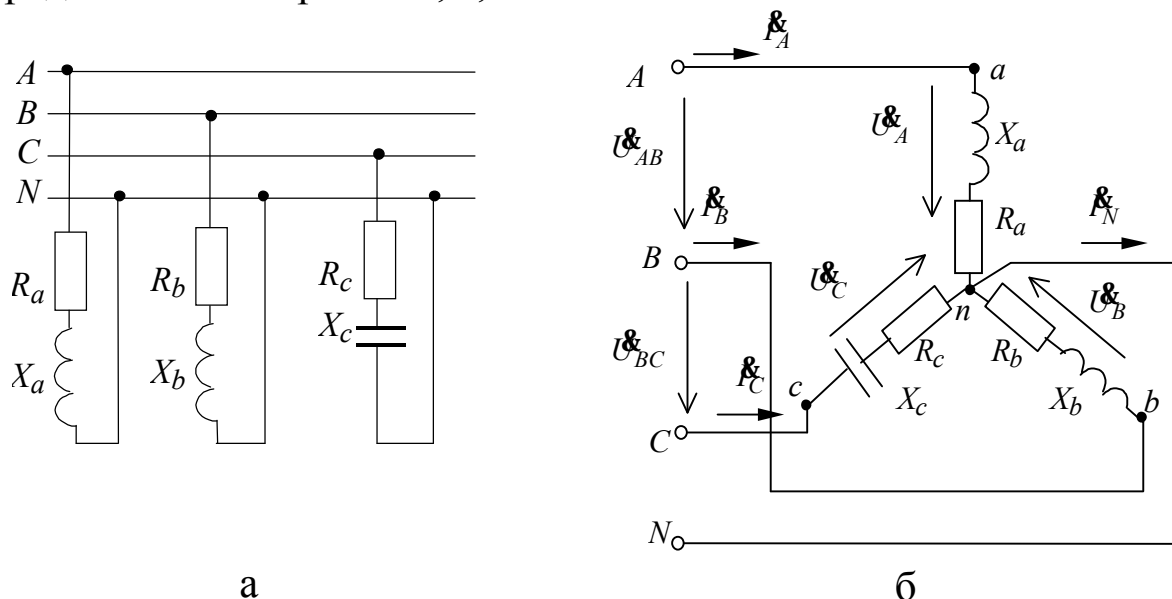 A
B
C
N
R_a
X_a
R_b
X_b
R_c
X_c
а
I&_A
A
a
U&_A
X_a
U&_AB
I&_B
R_a
I&_N
B
U&_C
n
U&_B
U&_BC
R_c
R_b
I&_C
c
X_c
X_b
b
C
N
б